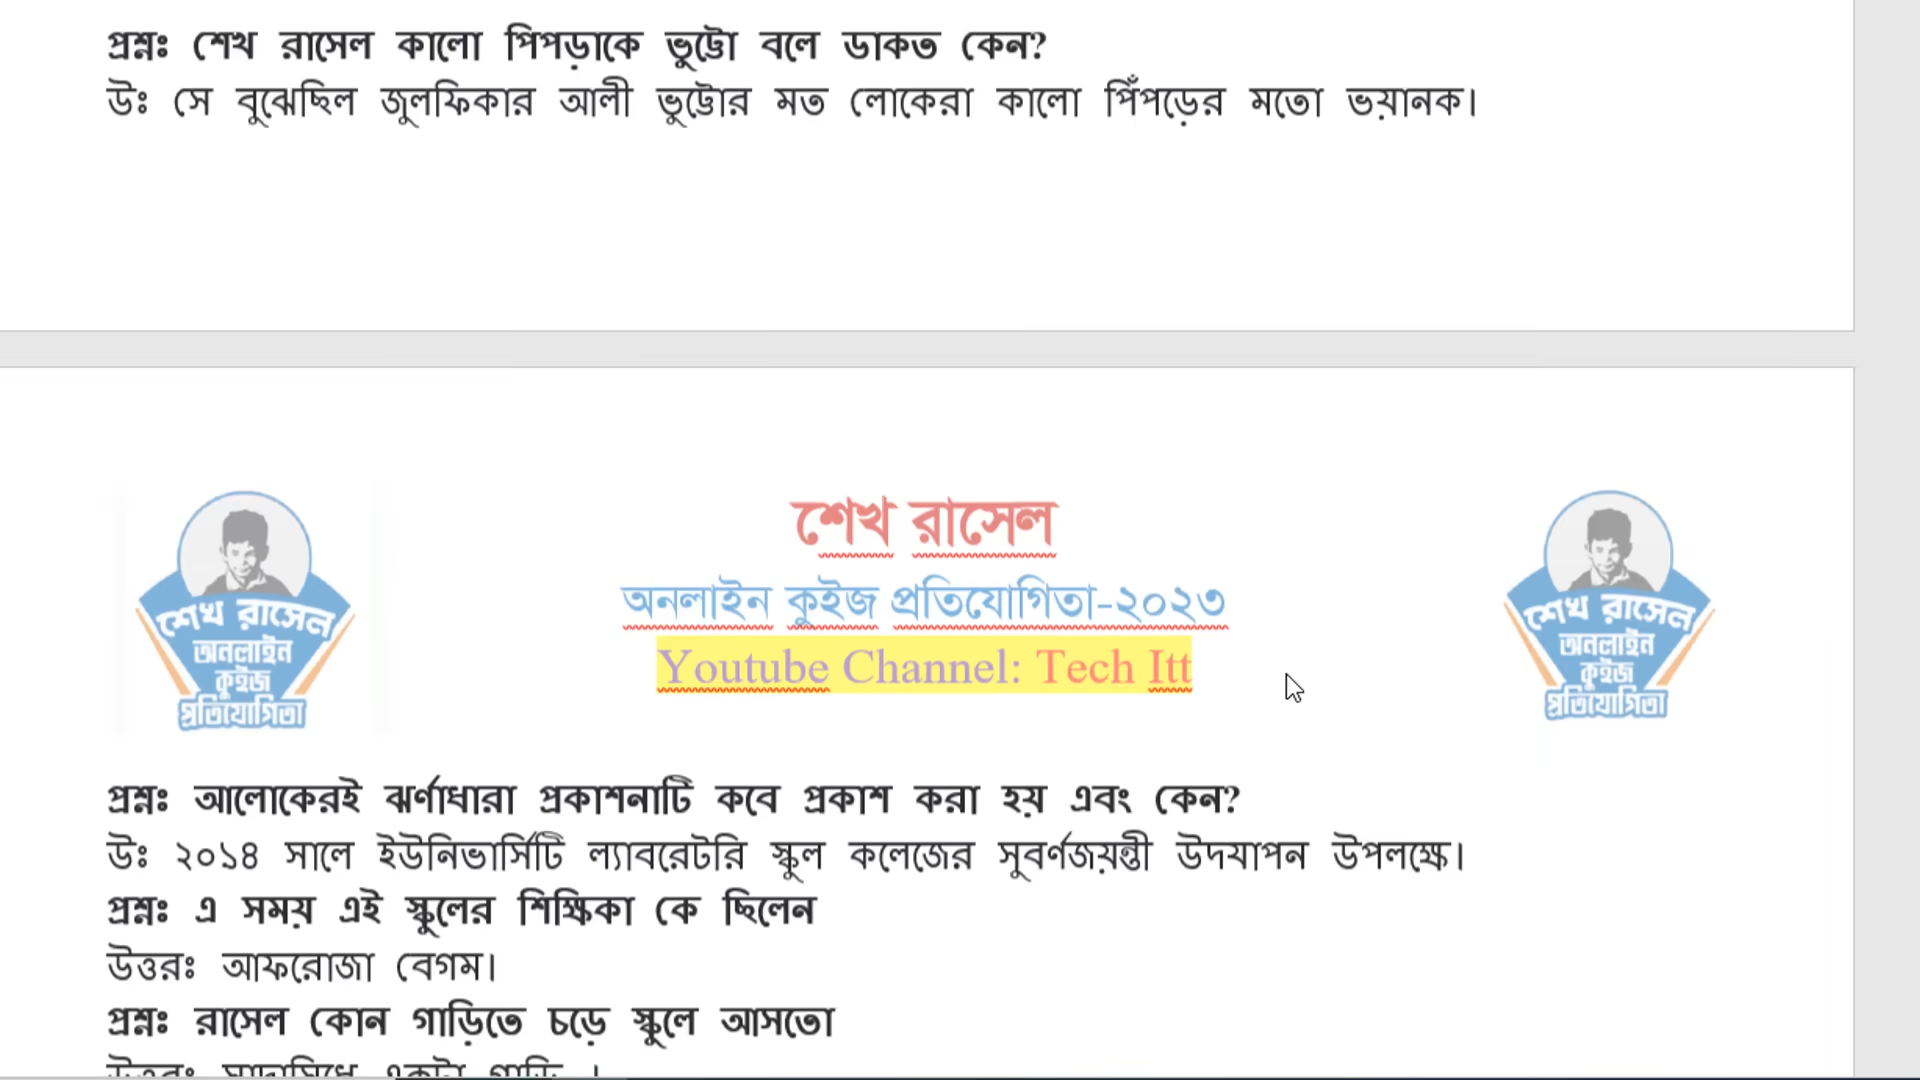 প্রশ্নঃ শেখ রাসেল কালো পিপড়াকে ভুট্টো বলে ডাকত কেন?
উঃ সে বুঝেছিল জুলফিকার আলী ভুট্টোর মত লোকেরা কালো পিঁপড়ের মতো ভয়ানক।
শেখ রাসেল
অনলাইন
কুইজ
প্রতিযোগিতা
শেখ রাসেল
অনলাইন কুইজ প্রতিযোগিতা-২০২৩
Youtube Channel: Tech Itt
শেখ রাসেল
অনলাইন
কুইজ
প্রতিযোগিতা
প্রশ্নঃ আলোকেরই ঝর্ণাধারা প্রকাশনাটি কবে প্রকাশ করা হয় এবং কেন?
উঃ ২০১৪ সালে ইউনিভার্সিটি ল্যাবরেটরি স্কুল কলেজের সুবর্ণজয়ন্তী উদযাপন উপলক্ষে।
প্রশ্নঃ এ সময় এই স্কুলের শিক্ষিকা কে ছিলেন
উত্তরঃ আফরোজা বেগম।
প্রশ্নঃ রাসেল কোন গাড়িতে চড়ে স্কুলে আসতো
উত্তরঃ সাদাসিধে একটা গাড়ি ।